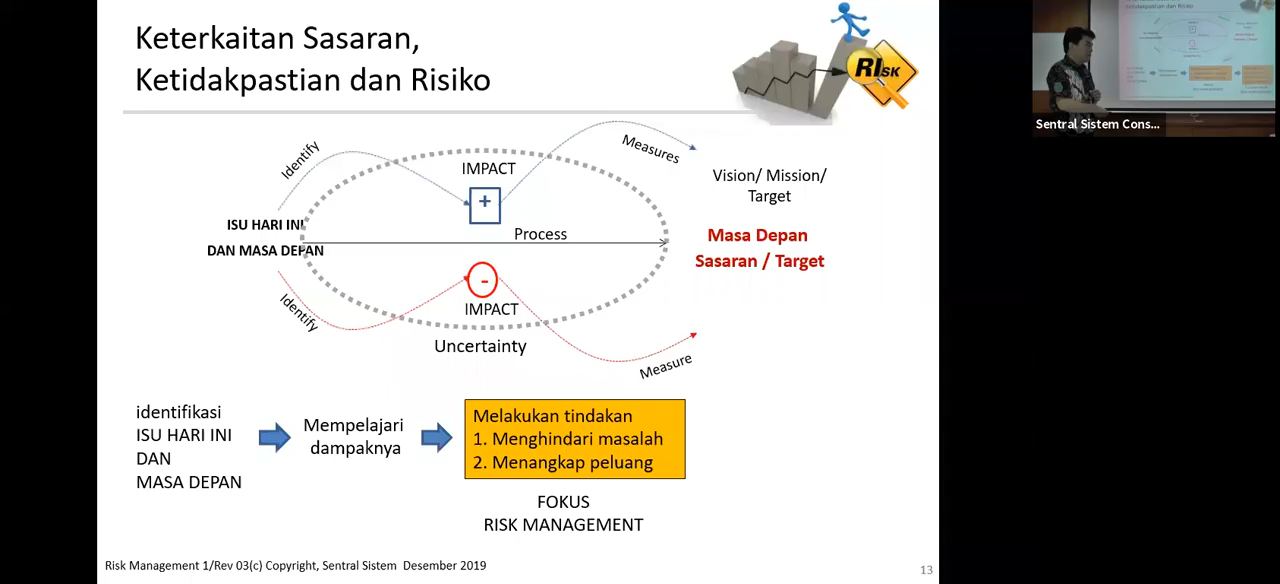 Keterkaitan Sasaran,
Ketidakpastian dan Risiko
RISK
Identify
IMPACT
+
Measures
Vision/ Mission/
Target
ISU HARI INI
DAN MASA DEPAN
Process
Masa Depan
Sasaran / Target
-
IMPACT
Identify
Uncertainty
Measure
identifikasi
ISU HARI INI
DAN
MASA DEPAN
Mempelajari
dampaknya
Melakukan tindakan
1. Menghindari masalah
2. Menangkap peluang
FOKUS
RISK MANAGEMENT
Risk Management 1/Rev 03(c) Copyright, Sentral Sistem Desember 2019
13
Sentral Sistem Cons...